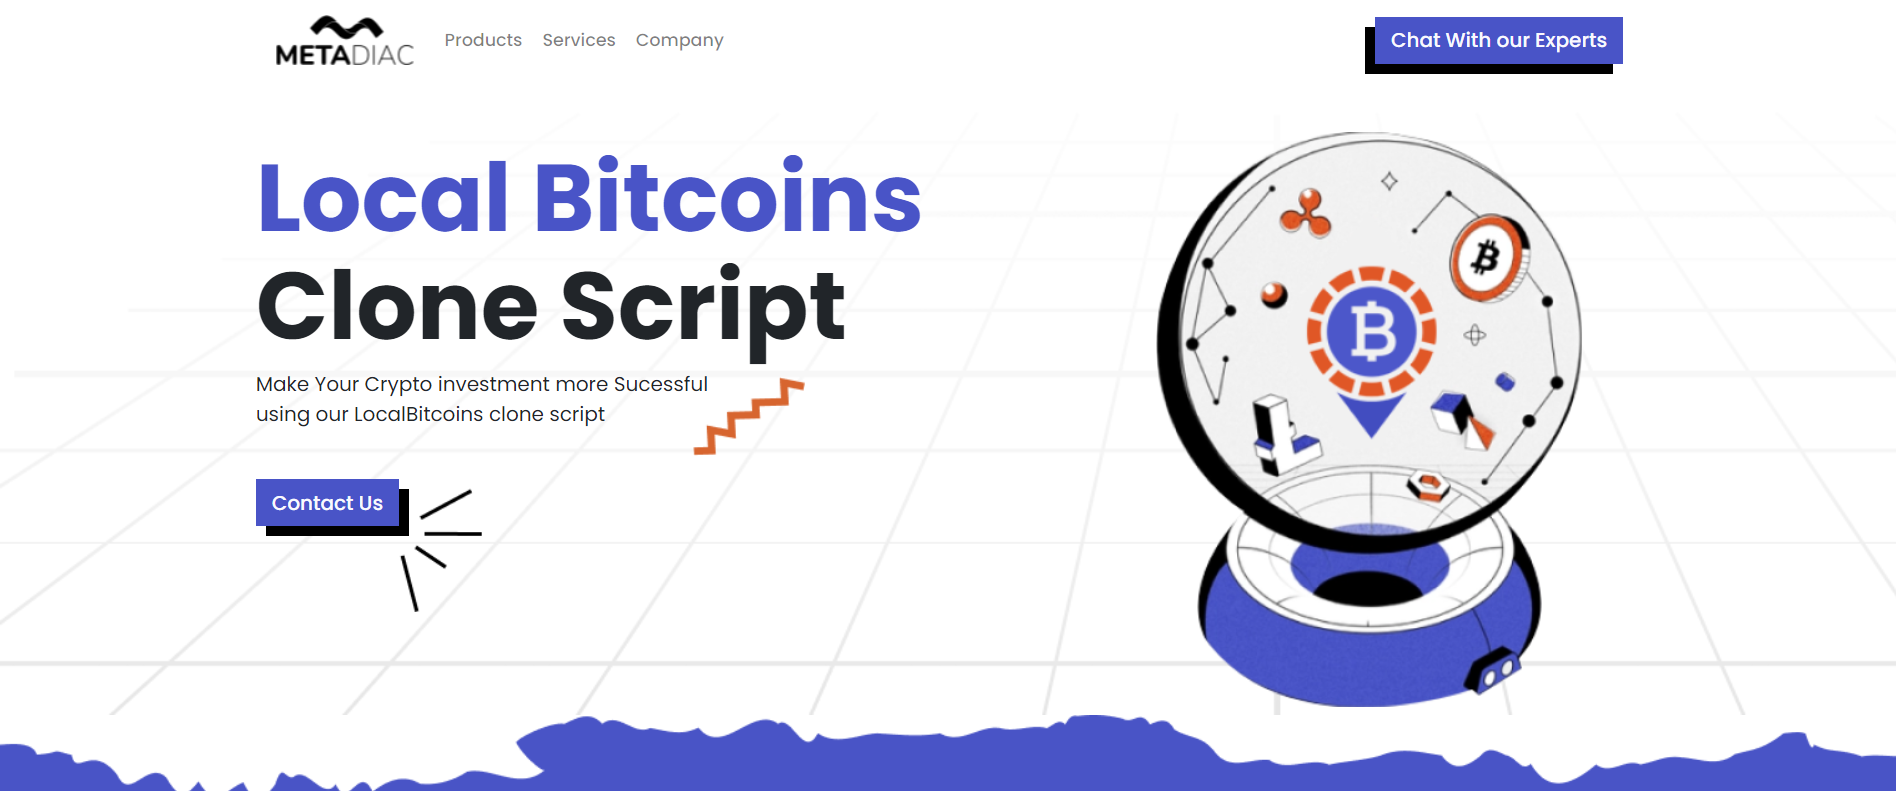 METADIAC
Products Services Company
Chat With our Experts
Local Bitcoins
Clone Script
Make Your Crypto investment more Sucessful
using our LocalBitcoins clone script
Contact Us